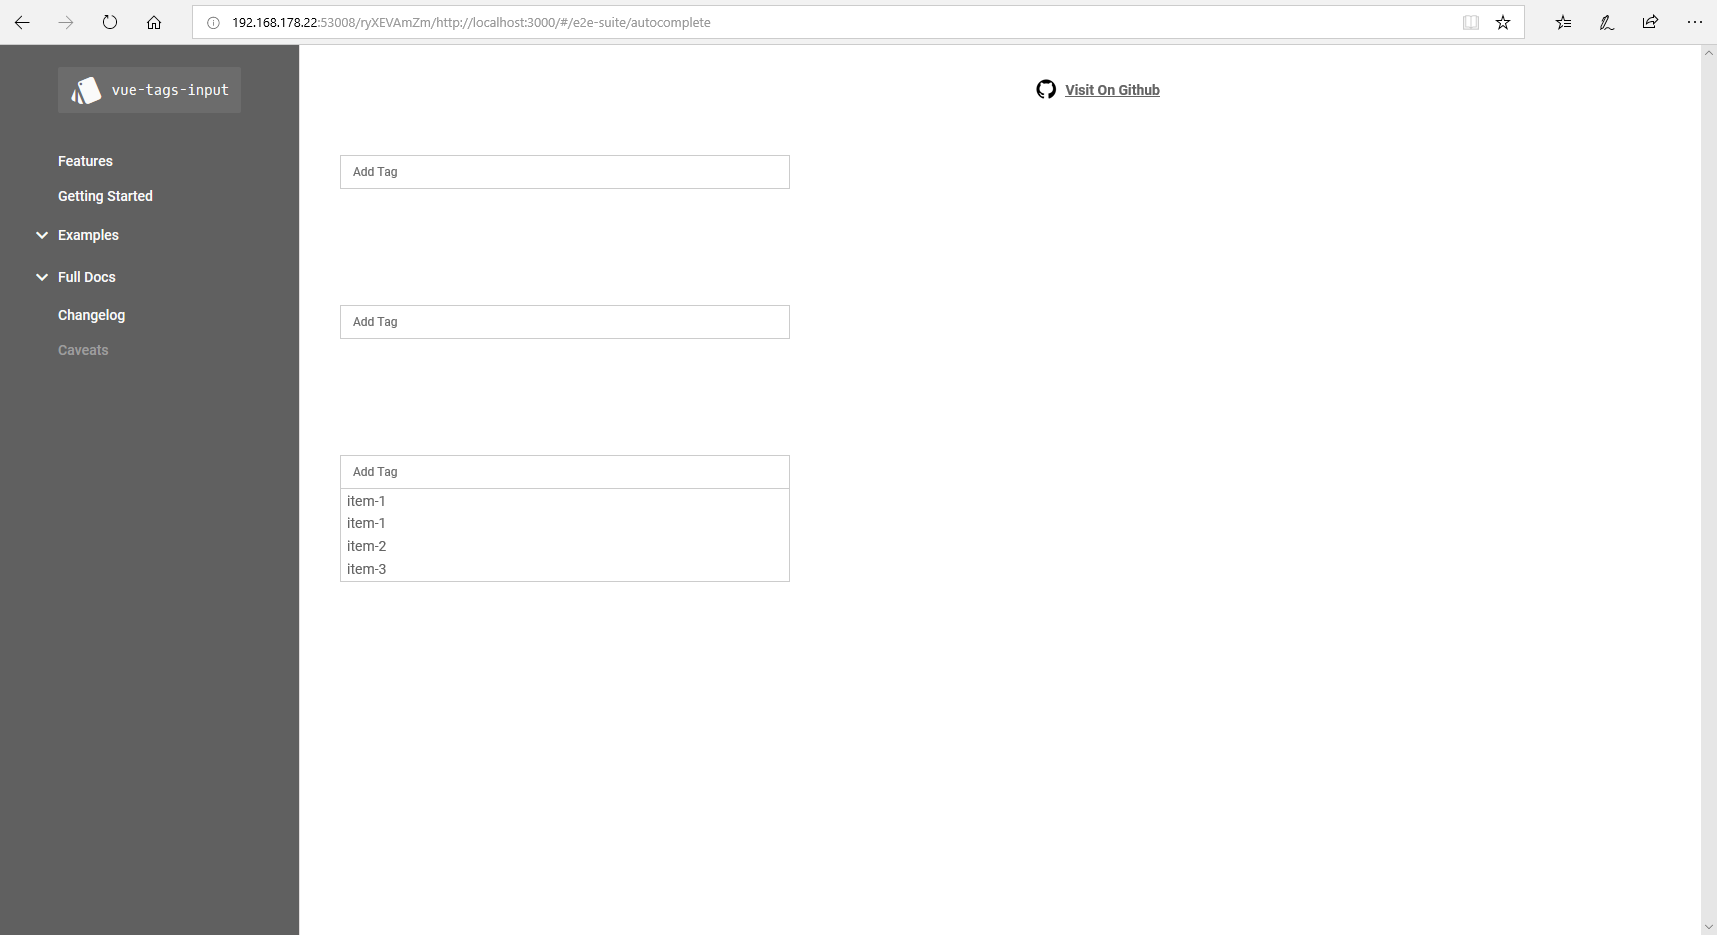 192.168.178.22:53008/ryXEVAmZm/http://localhost:3000/#/e2e-suite/autocomplete
vue-tags-input
Visit On Github
Features
Getting Started
Examples
Full Docs
Changelog
Caveats
Add Tag
Add Tag
Add Tag
item-1
item-1
item-2
item-3